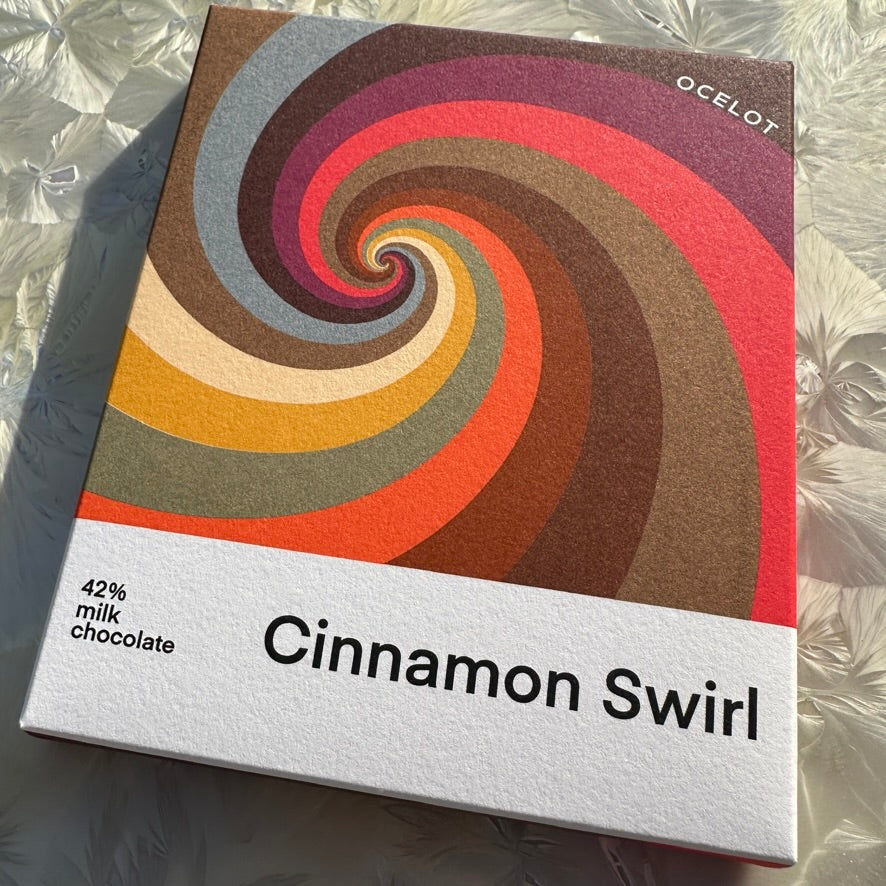 OCELOT
42%
milk
chocolate
Cinnamon Swirl